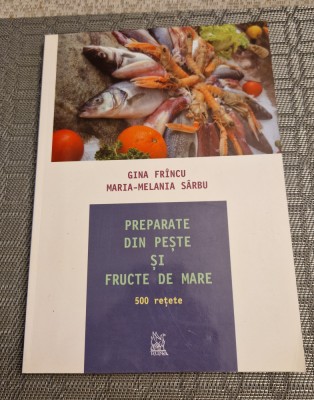 GINA FRÎNCU
MARIA-MELANIA SÂRBU
PREPARATE
DIN PEȘTE
ȘI
FRUCTE DE MARE
500 rețete